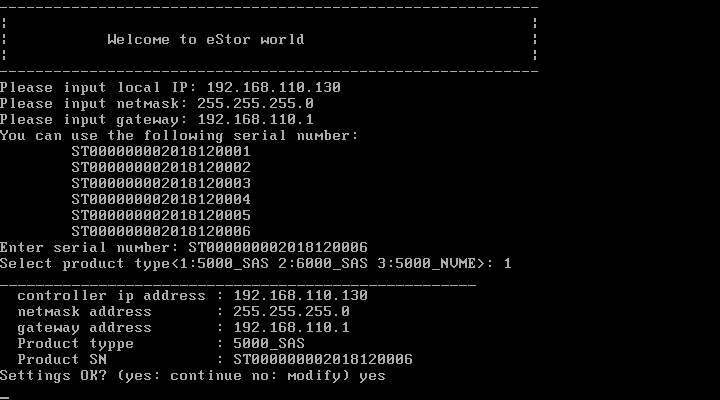 Welcome to eStor world
Please input local IP: 192.168.110.130
Please input netmask: 255.255.255.0
Please input gateway: 192.168.110.1
You can use the following serial number:
ST000000002018120001
ST000000002018120002
ST000000002018120003
ST000000002018120004
ST000000002018120005
ST000000002018120006
Enter serial number: ST000000002018120006
Select product type<1:5000_SAS 2:6000_SAS 3:5000_NVME>: 1
controller ip address : 192.168.110.130
netmask address : 255.255.255.0
gateway address : 192.168.110.1
Product typpe : 5000_SAS
Product SN : ST000000002018120006
Settings OK? (yes: continue no: modify) yes